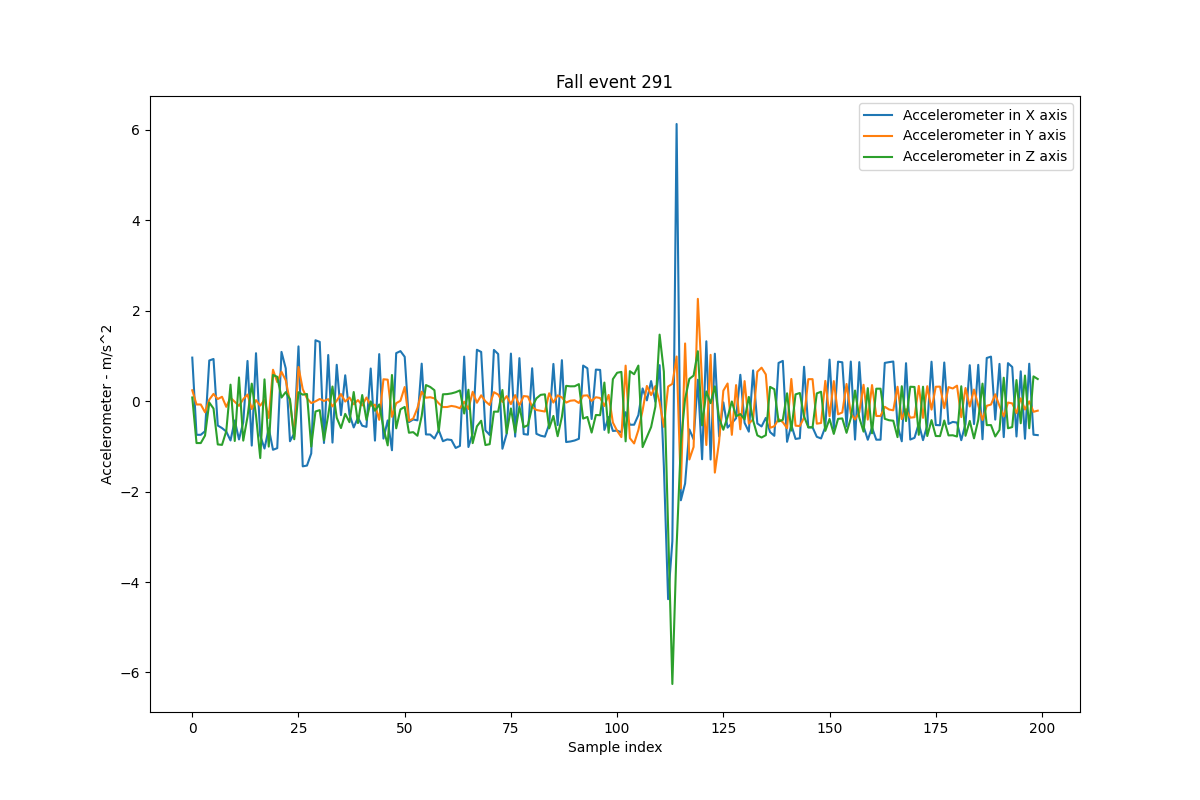 Fall event 291
Accelerometer in X axis
Accelerometer in Y axis
Accelerometer in Z axis
Accelerometer - m/s^2
6
4
2
0
−2
−4
−6
0 25 50 75 100 125 150 175 200
Sample index